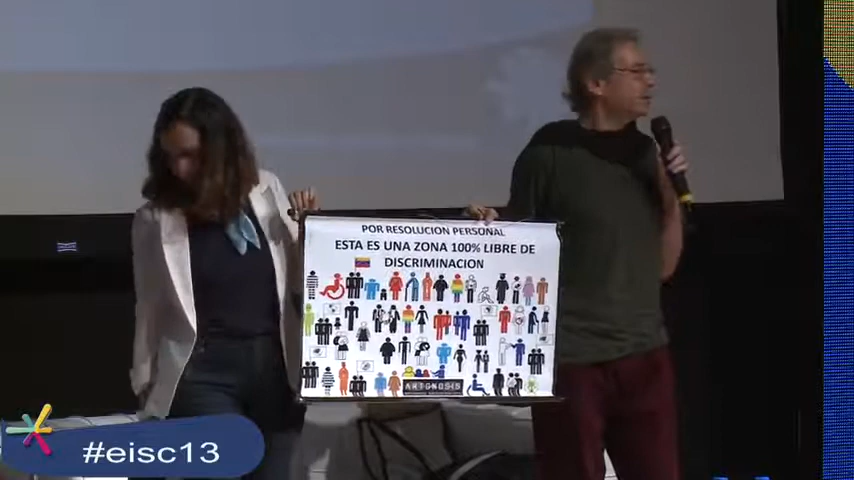 POR RESOLUCION PERSONAL
ESTA ES UNA ZONA 100% LIBRE DE
DISCRIMINACION
ARTGNOSIS
#eisc13